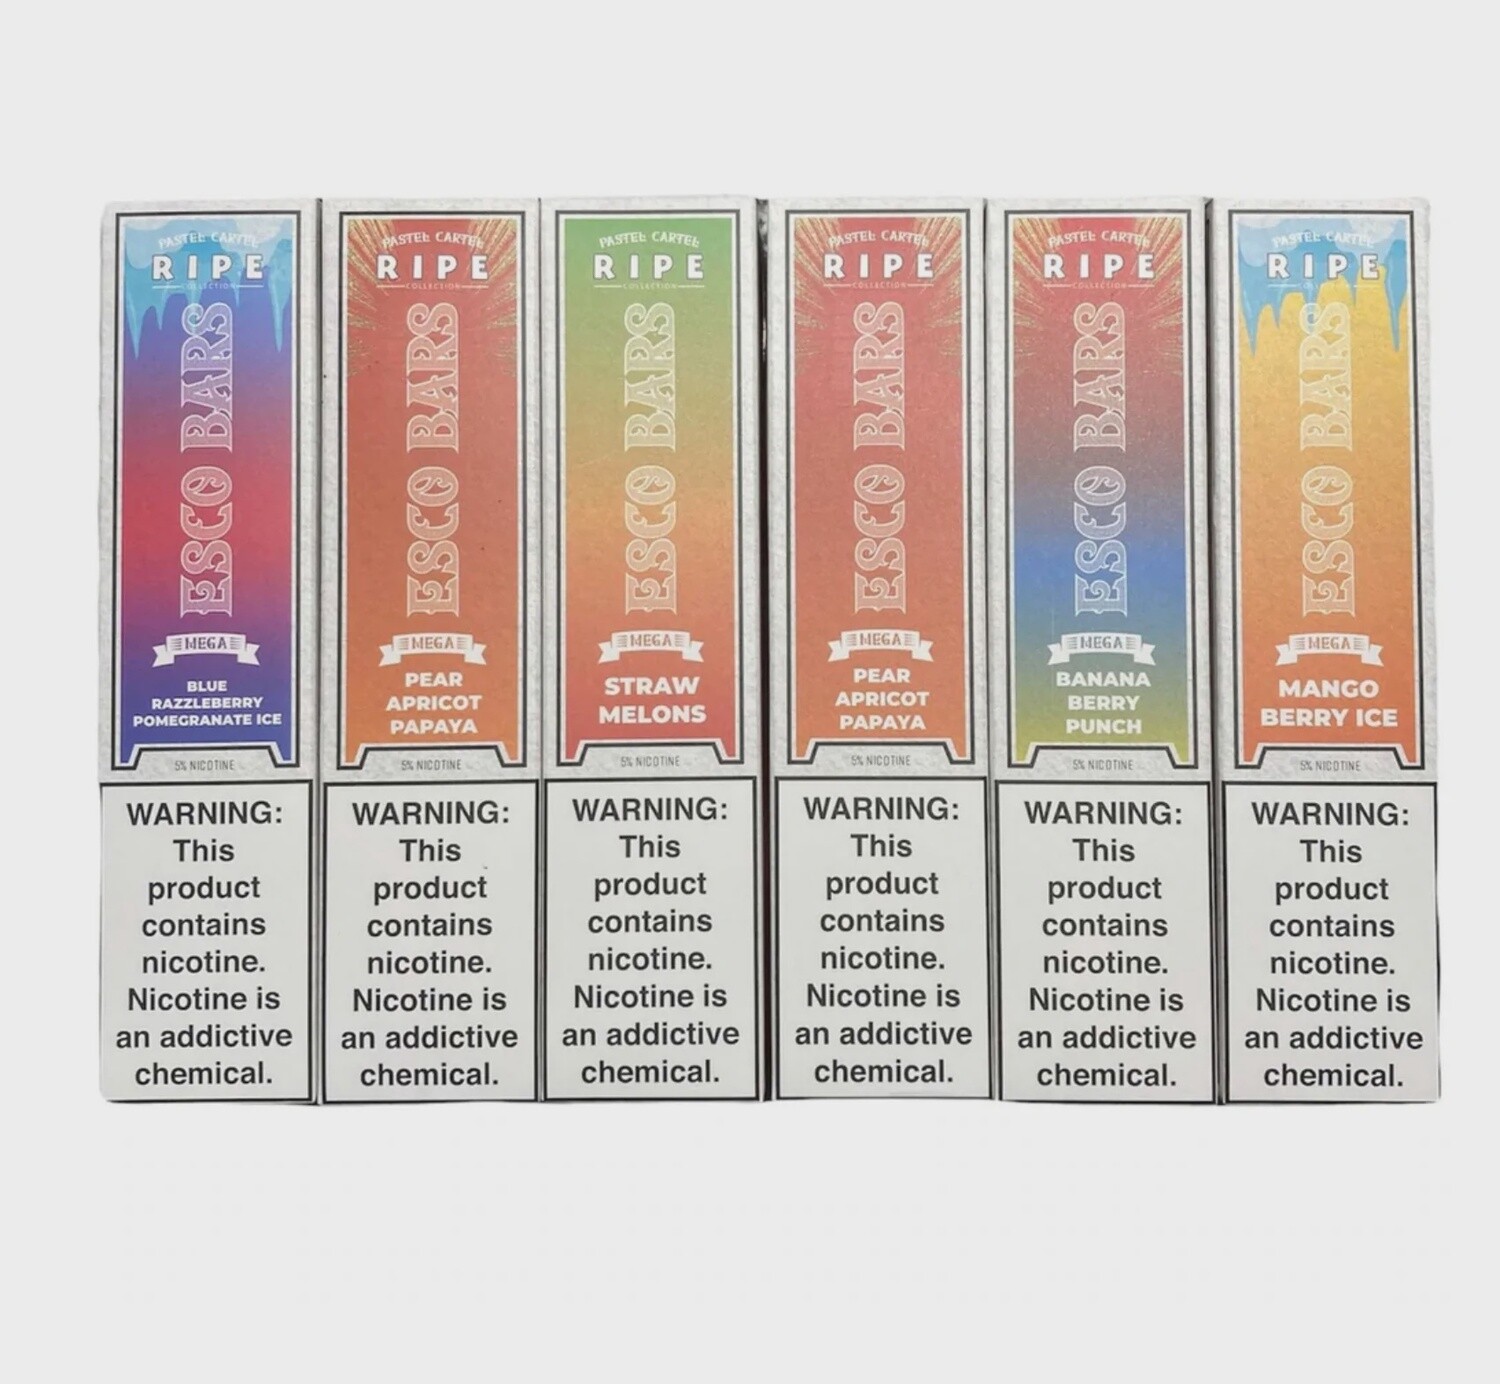 PASTEL CARTEL
RIPE
COLLECTION
ESCO BARS
MEGA
BLUE
RAZZLEBERRY
POMEGRANATE ICE
5% NICOTINE
WARNING:
This
product
contains
nicotine.
Nicotine is
an addictive
chemical.
PASTEL CARTEL
RIPE
COLLECTION
ESCO BARS
MEGA
PEAR
APRICOT
PAPAYA
5% NICOTINE
WARNING:
This
product
contains
nicotine.
Nicotine is
an addictive
chemical.
PASTEL CARTEL
RIPE
COLLECTION
ESCO BARS
MEGA
STRAW
MELONS
5% NICOTINE
WARNING:
This
product
contains
nicotine.
Nicotine is
an addictive
chemical.
PASTEL CARTEL
RIPE
COLLECTION
ESCO BARS
MEGA
PEAR
APRICOT
PAPAYA
5% NICOTINE
WARNING:
This
product
contains
nicotine.
Nicotine is
an addictive
chemical.
PASTEL CARTEL
RIPE
COLLECTION
ESCO BARS
MEGA
BANANA
BERRY
PUNCH
5% NICOTINE
WARNING:
This
product
contains
nicotine.
Nicotine is
an addictive
chemical.
PASTEL CARTEL
RIPE
COLLECTION
ESCO BARS
MEGA
MANGO
BERRY ICE
5% NICOTINE
WARNING:
This
product
contains
nicotine.
Nicotine is
an addictive
chemical.